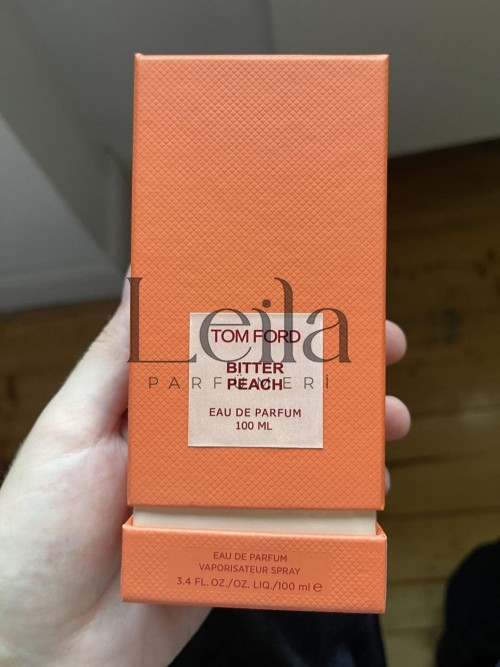 Leila
PARFÜMERİ
TOM FORD
BITTER
PEACH
EAU DE PARFUM
100 ML
EAU DE PARFUM
VAPORISATEUR SPRAY
3.4 FL. OZ./OZ. LIQ./100 ml ℮